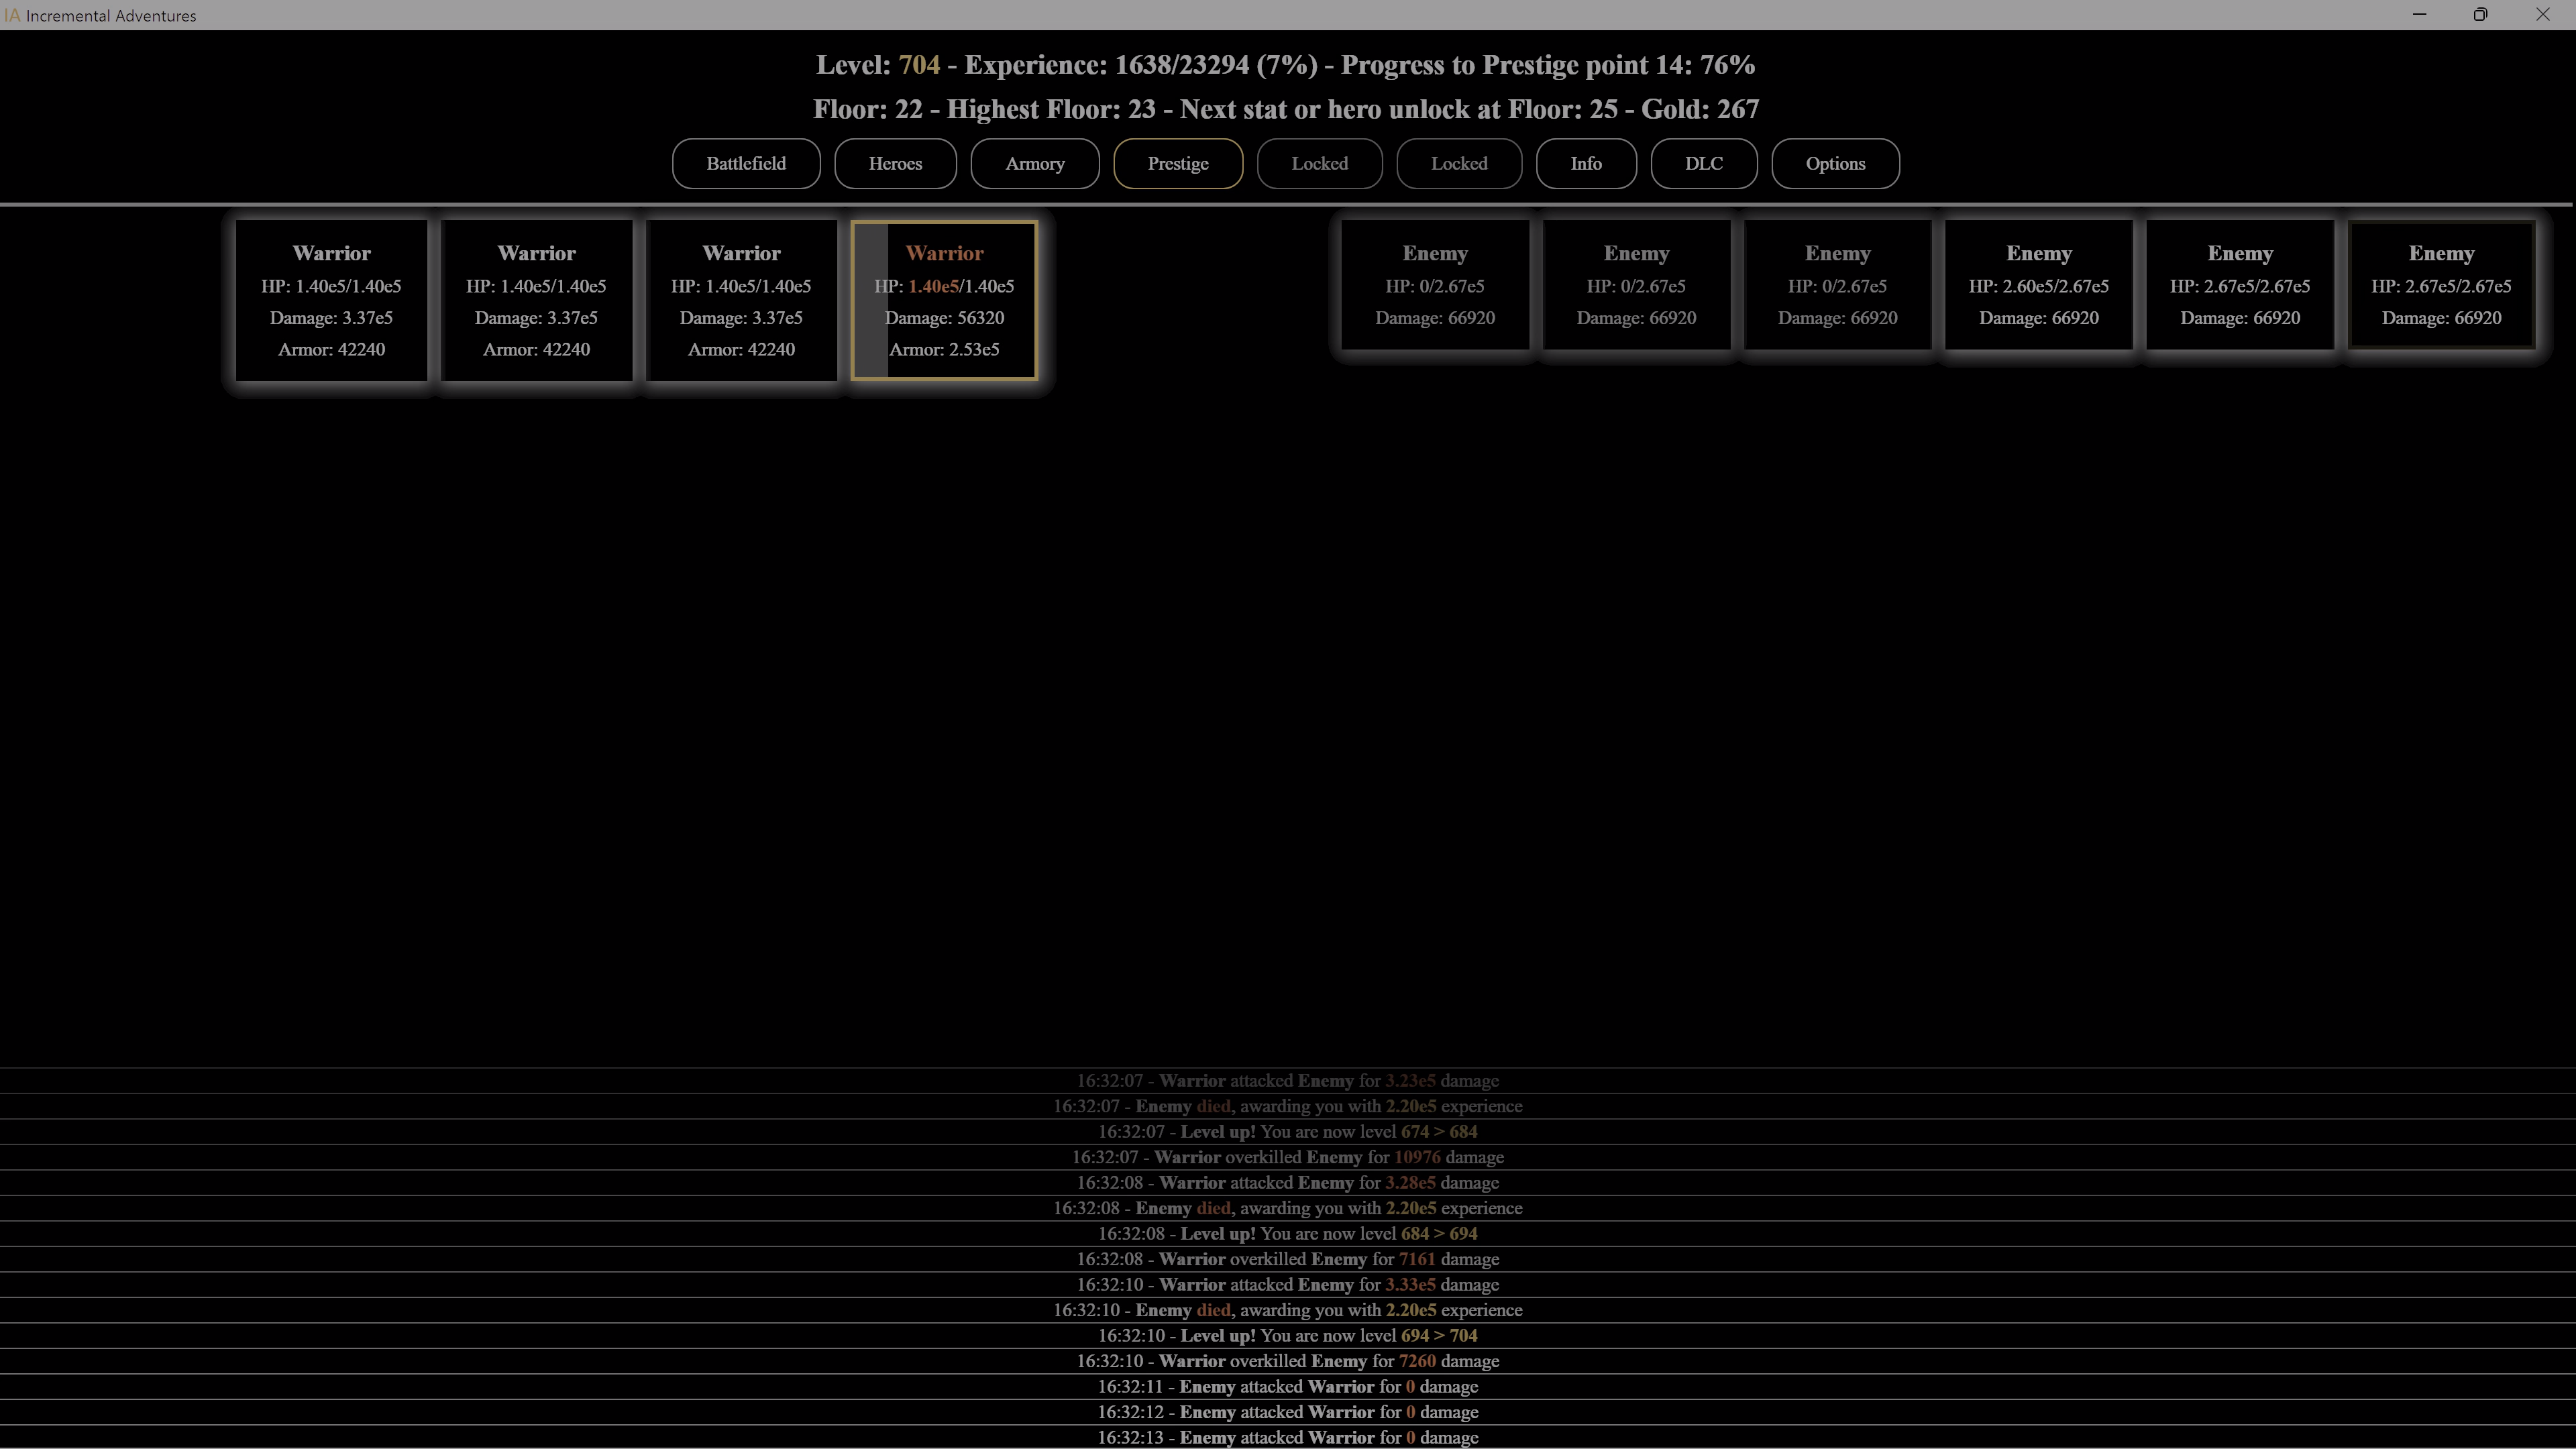 IA Incremental Adventures
Level: 704 - Experience: 1638/23294 (7%) - Progress to Prestige point 14: 76%
Floor: 22 - Highest Floor: 23 - Next stat or hero unlock at Floor: 25 - Gold: 267
Battlefield Heroes Armory Prestige Locked Locked Info DLC Options
Warrior
HP: 1.40e5/1.40e5
Damage: 3.37e5
Armor: 42240
Warrior
HP: 1.40e5/1.40e5
Damage: 3.37e5
Armor: 42240
Warrior
HP: 1.40e5/1.40e5
Damage: 3.37e5
Armor: 42240
Warrior
HP: 1.40e5/1.40e5
Damage: 56320
Armor: 2.53e5
Enemy
HP: 0/2.67e5
Damage: 66920
Enemy
HP: 0/2.67e5
Damage: 66920
Enemy
HP: 0/2.67e5
Damage: 66920
Enemy
HP: 2.60e5/2.67e5
Damage: 66920
Enemy
HP: 2.67e5/2.67e5
Damage: 66920
Enemy
HP: 2.67e5/2.67e5
Damage: 66920
16:32:07 - Warrior attacked Enemy for 3.23e5 damage
16:32:07 - Enemy died, awarding you with 2.20e5 experience
16:32:07 - Level up! You are now level 674 > 684
16:32:07 - Warrior overkilled Enemy for 10976 damage
16:32:08 - Warrior attacked Enemy for 3.28e5 damage
16:32:08 - Enemy died, awarding you with 2.20e5 experience
16:32:08 - Level up! You are now level 684 > 694
16:32:08 - Warrior overkilled Enemy for 7161 damage
16:32:10 - Warrior attacked Enemy for 3.33e5 damage
16:32:10 - Enemy died, awarding you with 2.20e5 experience
16:32:10 - Level up! You are now level 694 > 704
16:32:10 - Warrior overkilled Enemy for 7260 damage
16:32:11 - Enemy attacked Warrior for 0 damage
16:32:12 - Enemy attacked Warrior for 0 damage
16:32:13 - Enemy attacked Warrior for 0 damage